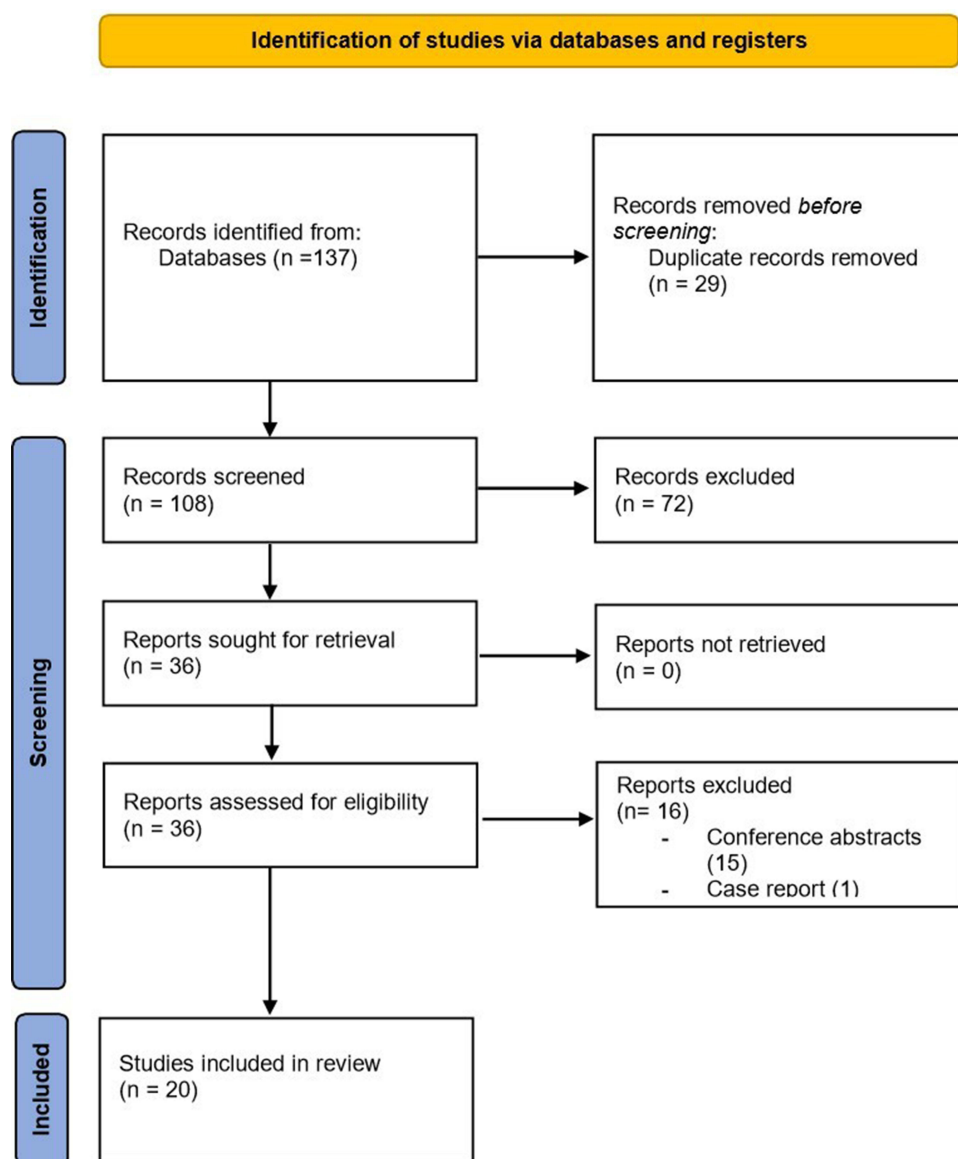 Identification of studies via databases and registers
Identification
Records identified from:
Databases (n =137)
Records removed before
screening:
Duplicate records removed
(n = 29)
Screening
Records screened
(n = 108)
Records excluded
(n = 72)
Reports sought for retrieval
(n = 36)
Reports not retrieved
(n = 0)
Reports assessed for eligibility
(n = 36)
Reports excluded
(n= 16)
- Conference abstracts
(15)
- Case report (1)
Included
Studies included in review
(n = 20)